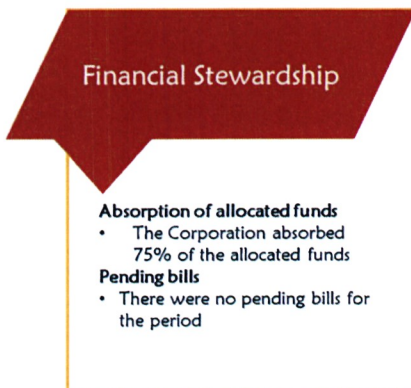 Financial Stewardship
Absorption of allocated funds
• The Corporation absorbed
75% of the allocated funds
Pending bills
• There were no pending bills for
the period